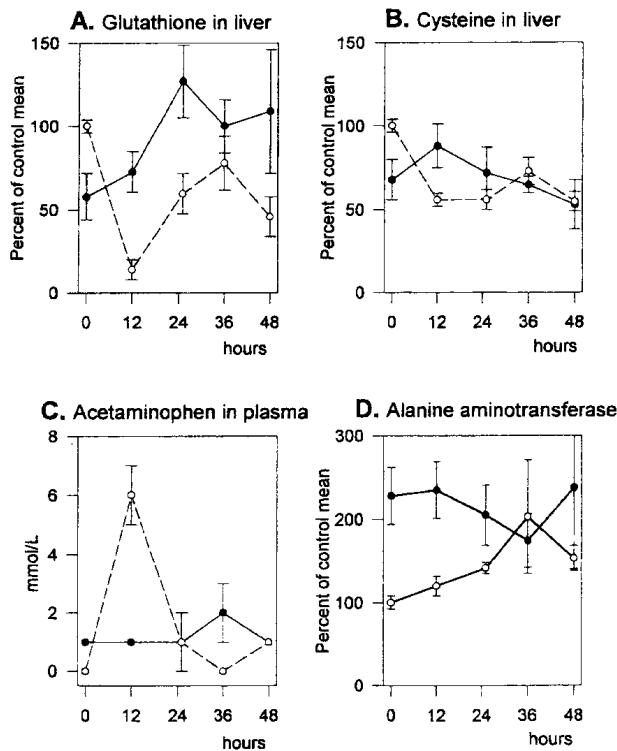 A. Glutathione in liver
Percent of control mean
150
100
50
0
0 12 24 36 48
hours
B. Cysteine in liver
Percent of control mean
150
100
50
0
0 12 24 36 48
hours
C. Acetaminophen in plasma
mmol/L
8
6
4
2
0
0 12 24 36 48
hours
D. Alanine aminotransferase
Percent of control mean
300
200
100
0
0 12 24 36 48
hours